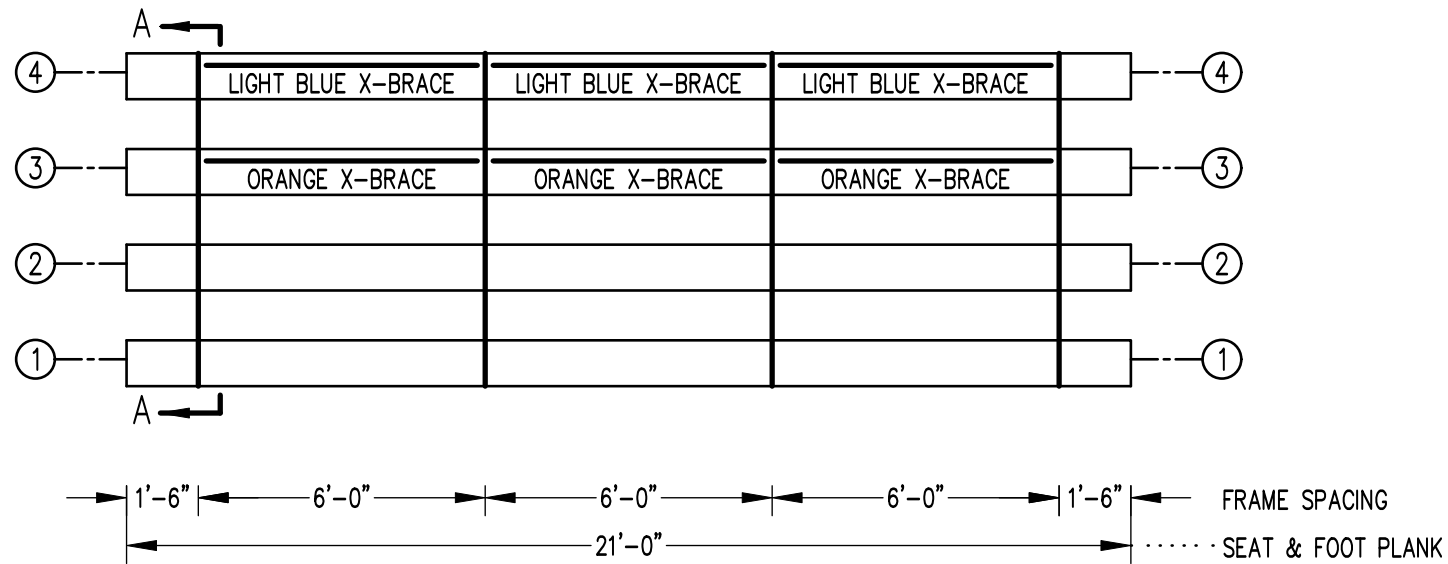 A
4 LIGHT BLUE X-BRACE LIGHT BLUE X-BRACE LIGHT BLUE X-BRACE 4
3 ORANGE X-BRACE ORANGE X-BRACE ORANGE X-BRACE 3
2 2
1 1
A
1'-6" 6'-0" 6'-0" 6'-0" 1'-6" FRAME SPACING
21'-0" SEAT & FOOT PLANK